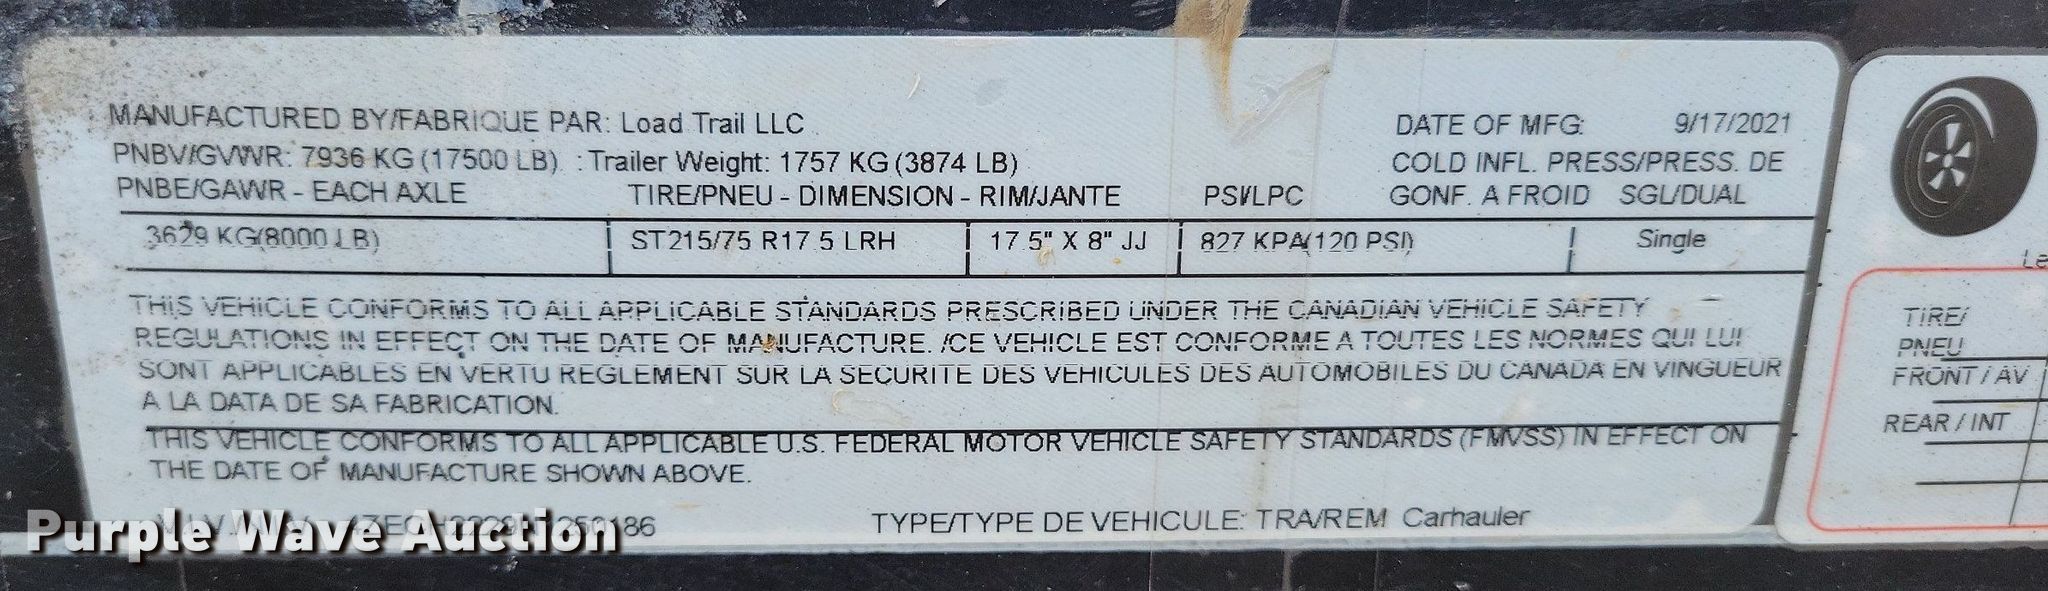 MANUFACTURED BY/FABRIQUE PAR: Load Trail LLC DATE OF MFG: 9/17/2021
PNBV/GVWR: 7936 KG (17500 LB) : Trailer Weight: 1757 KG (3874 LB) COLD INFL. PRESS/PRESS. DE
PNBE/GAWR - EACH AXLE TIRE/PNEU - DIMENSION - RIM/JANTE PSI/LPC GONF. A FROID SGL/DUAL
3629 KG(8000 LB) ST215/75 R17.5 LRH 17.5" X 8" JJ 827 KPA(120 PSI) Single
THIS VEHICLE CONFORMS TO ALL APPLICABLE STANDARDS PRESCRIBED UNDER THE CANADIAN VEHICLE SAFETY
REGULATIONS IN EFFECT ON THE DATE OF MANUFACTURE. /CE VEHICLE EST CONFORME A TOUTES LES NORMES QUI LUI
SONT APPLICABLES EN VERTU REGLEMENT SUR LA SECURITE DES VEHICULES DES AUTOMOBILES DU CANADA EN VINGUEUR
A LA DATA DE SA FABRICATION.
THIS VEHICLE CONFORMS TO ALL APPLICABLE U.S. FEDERAL MOTOR VEHICLE SAFETY STANDARDS (FMVSS) IN EFFECT ON
THE DATE OF MANUFACTURE SHOWN ABOVE.
TYPE/TYPE DE VEHICULE: TRA/REM Carhauler
Purple Wave Auction
TIRE/
PNEU
FRONT / AV
REAR / INT